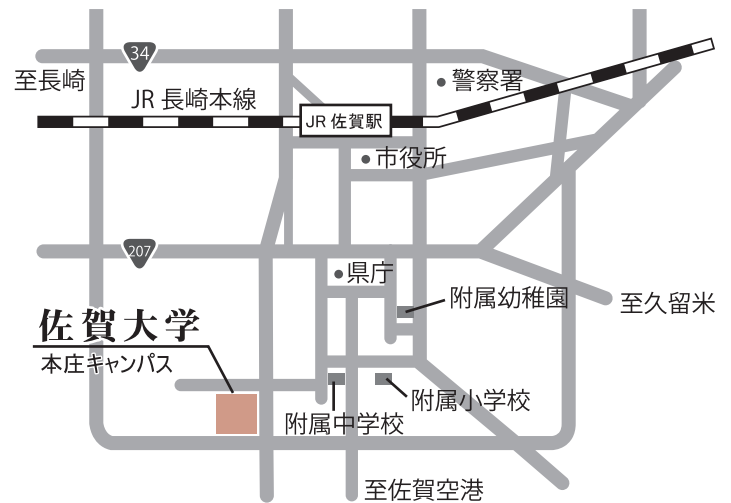 34
至長崎
警察署
JR 長崎本線
JR 佐賀駅
市役所
207
県庁
附属幼稚園
至久留米
佐賀大学
本庄キャンパス
附属小学校
附属中学校
至佐賀空港